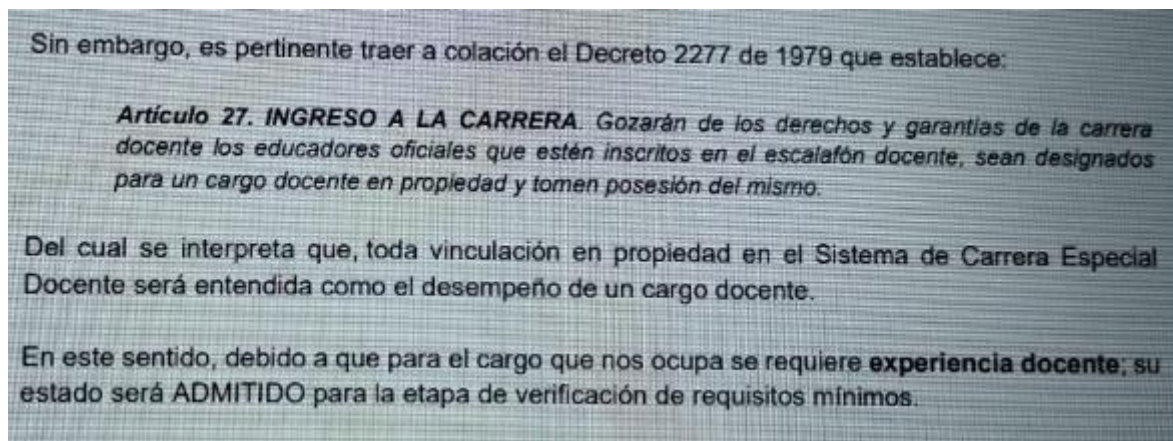 Sin embargo, es pertinente traer a colación el Decreto 2277 de 1979 que establece:
Artículo 27. INGRESO A LA CARRERA. Gozarán de los derechos y garantías de la carrera
docente los educadores oficiales que estén inscritos en el escalafón docente, sean designados
para un cargo docente en propiedad y tomen posesión del mismo.
Del cual se interpreta que, toda vinculación en propiedad en el Sistema de Carrera Especial
Docente será entendida como el desempeño de un cargo docente.
En este sentido, debido a que para el cargo que nos ocupa se requiere experiencia docente; su
estado será ADMITIDO para la etapa de verificación de requisitos mínimos.